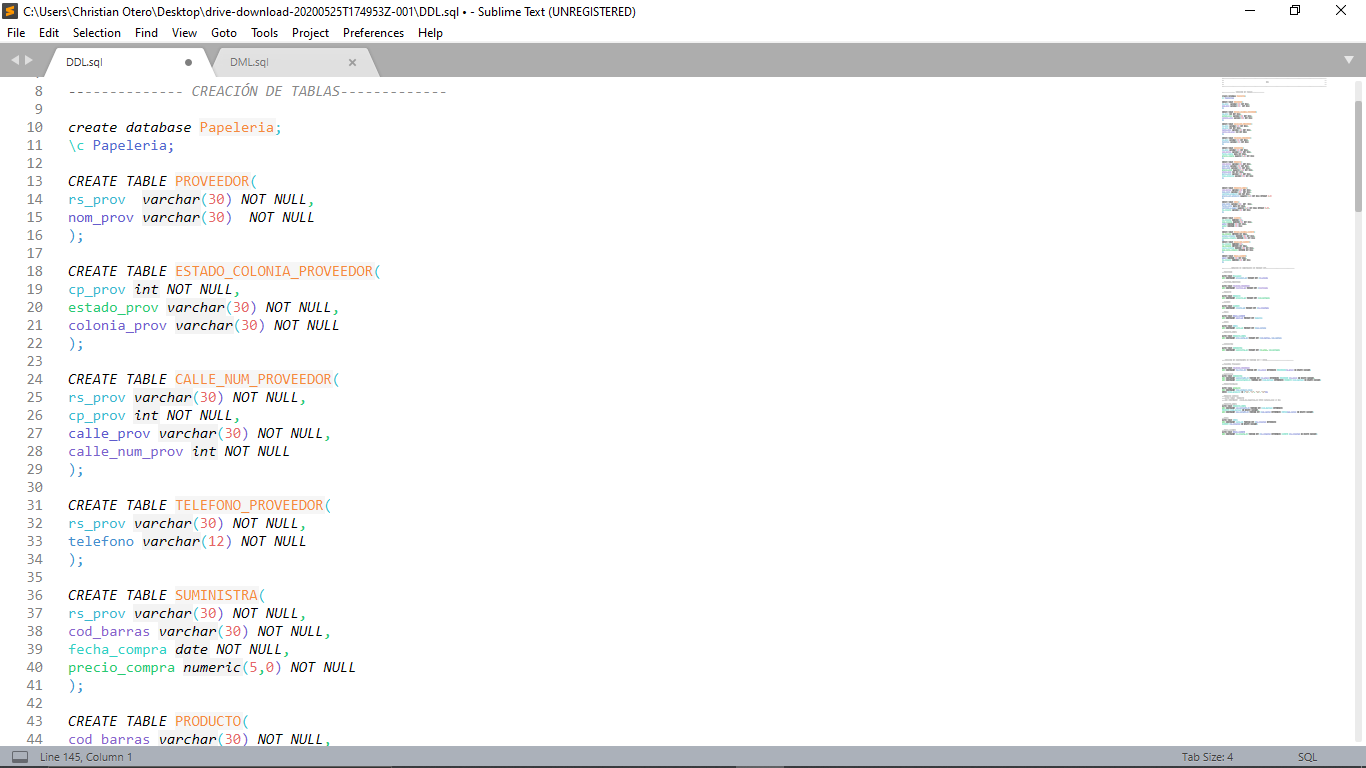 C:\Users\Christian Otero\Desktop\drive-download-20200525T174953Z-001\DDL.sql • - Sublime Text (UNREGISTERED)
File Edit Selection Find View Goto Tools Project Preferences Help
DDL.sql DML.sql
8 -------------- CREACIÓN DE TABLAS-------------
9
10 create database Papeleria;
11 \c Papeleria;
12
13 CREATE TABLE PROVEEDOR(
14 rs_prov  varchar(30) NOT NULL,
15 nom_prov varchar(30)  NOT NULL
16 );
17
18 CREATE TABLE ESTADO_COLONIA_PROVEEDOR(
19 cp_prov int NOT NULL,
20 estado_prov varchar(30) NOT NULL,
21 colonia_prov varchar(30) NOT NULL
22 );
23
24 CREATE TABLE CALLE_NUM_PROVEEDOR(
25 rs_prov varchar(30) NOT NULL,
26 cp_prov int NOT NULL,
27 calle_prov varchar(30) NOT NULL,
28 calle_num_prov int NOT NULL
29 );
30
31 CREATE TABLE TELEFONO_PROVEEDOR(
32 rs_prov varchar(30) NOT NULL,
33 telefono varchar(12) NOT NULL
34 );
35
36 CREATE TABLE SUMINISTRA(
37 rs_prov varchar(30) NOT NULL,
38 cod_barras varchar(30) NOT NULL,
39 fecha_compra date NOT NULL,
40 precio_compra numeric(5,0) NOT NULL
41 );
42
43 CREATE TABLE PRODUCTO(
44 cod_barras varchar(30) NOT NULL,
Line 145, Column 1 Tab Size: 4 SQL